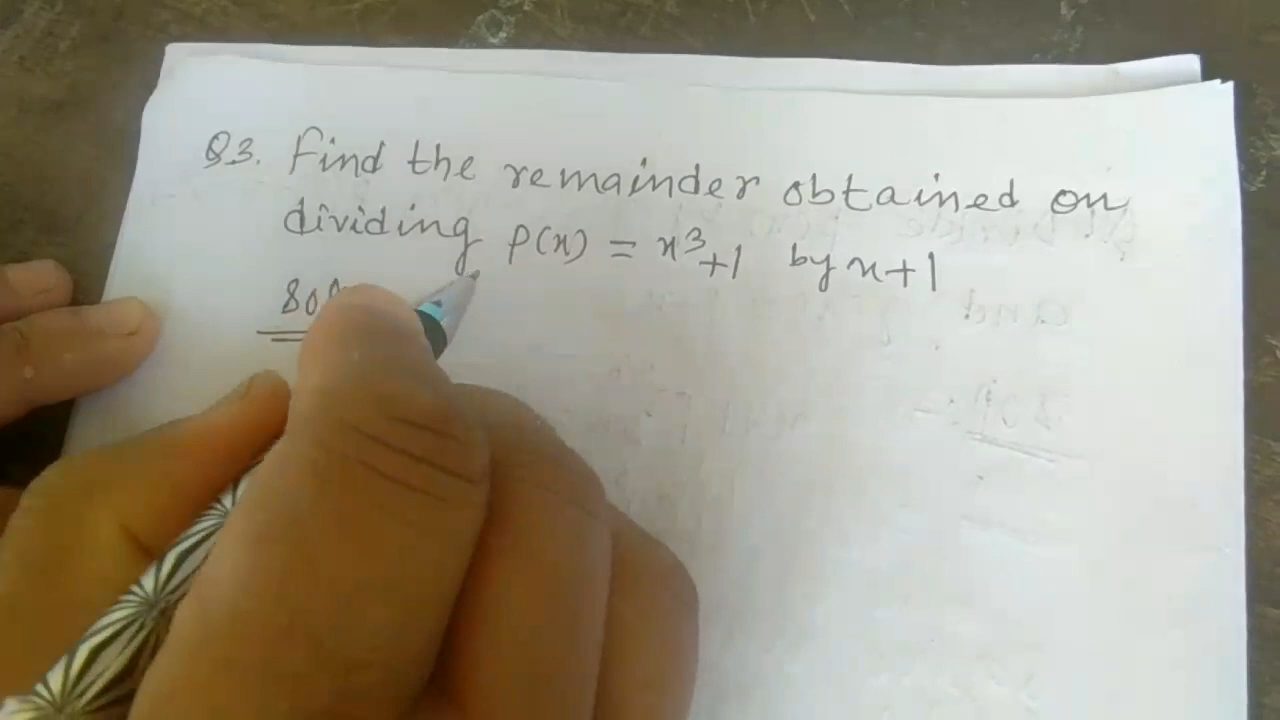 Q3. Find the remainder obtained on
dividing P(x) = x³+1 by x+1